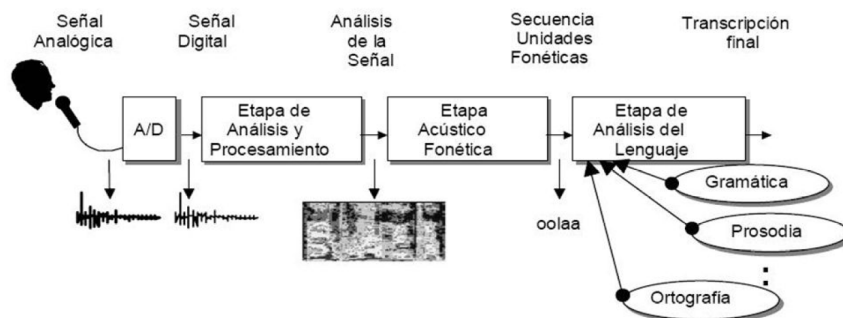 Señal
Analógica
Señal
Digital
Análisis
de la
Señal
Secuencia
Unidades
Fonéticas
Transcripción
final
A/D
Etapa de
Análisis y
Procesamiento
Etapa
Acústico
Fonética
Etapa de
Análisis del
Lenguaje
oolaa
Gramática
Prosodia
Ortografía